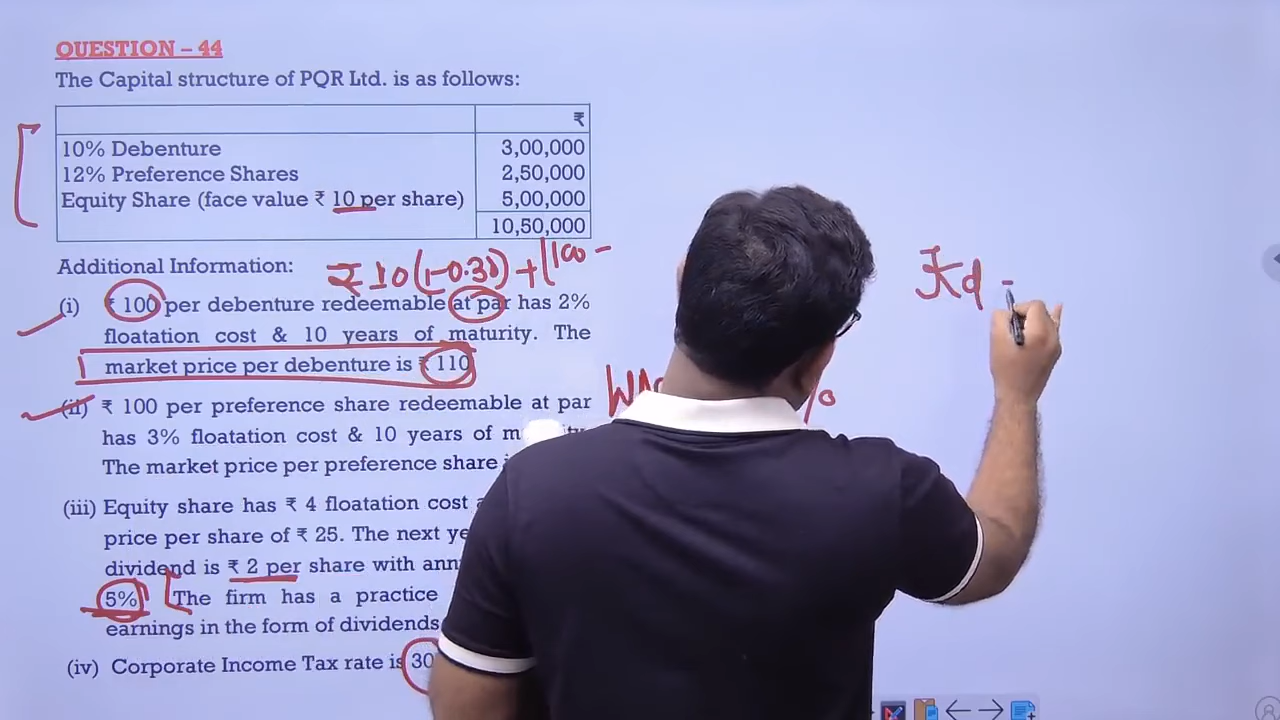 QUESTION – 44
The Capital structure of PQR Ltd. is as follows:
₹
10% Debenture 3,00,000
12% Preference Shares 2,50,000
Equity Share (face value ₹ 10 per share) 5,00,000
10,50,000
Additional Information:
₹10(1-0.30)+(100-
(i) ₹ 100 per debenture redeemable at par has 2%
floatation cost & 10 years of maturity. The
market price per debenture is ₹ 110
(ii) ₹ 100 per preference share redeemable at par
has 3% floatation cost & 10 years of
The market price per preference share
(iii) Equity share has ₹ 4 floatation cost
price per share of ₹ 25. The next
dividend is ₹ 2 per share with
5%. The firm has a practice
earnings in the form of dividends
(iv) Corporate Income Tax rate is 30
Kd =